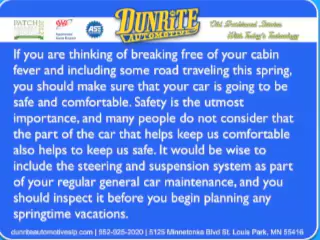 PATCH
AAA
ASE
DUNRITE
AUTOMOTIVE
Old Fashioned Service
With Today's Technology
If you are thinking of breaking free of your cabin
fever and including some road traveling this spring,
you should make sure that your car is going to be
safe and comfortable. Safety is the utmost
importance, and many people do not consider that
the part of the car that helps keep us comfortable
also helps to keep us safe. It would be wise to
include the steering and suspension system as part
of your regular general car maintenance, and you
should inspect it before you begin planning any
springtime vacations.
dunriteautomotiveslp.com | 952-925-2020 | 6125 Minnetonka Blvd St. Louis Park, MN 55416